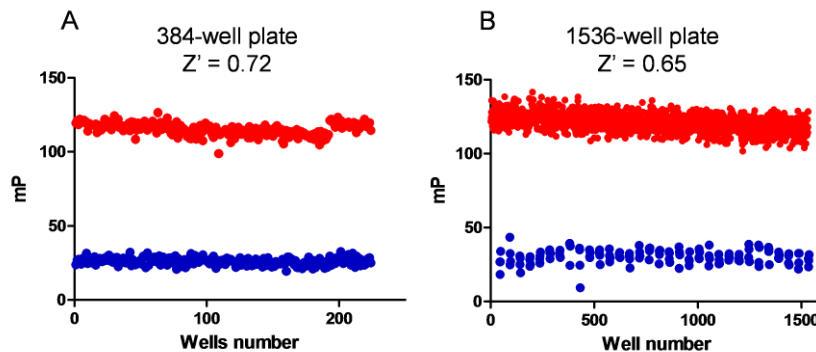 A
384-well plate
Z' = 0.72
150
100
50
0
mP
0
100
200
Wells number
B
1536-well plate
Z' = 0.65
150
100
50
0
mP
0
500
1000
1500
Well number